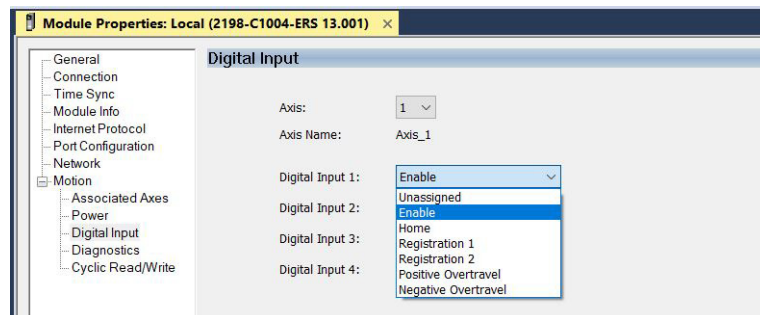 Module Properties: Local (2198-C1004-ERS 13.001) ×
General
Connection
Time Sync
Module Info
Internet Protocol
Port Configuration
Network
Motion
Associated Axes
Power
Digital Input
Diagnostics
Cyclic Read/Write
Digital Input
Axis: 1
Axis Name: Axis_1
Digital Input 1: Enable
Unassigned
Enable
Home
Registration 1
Registration 2
Positive Overtravel
Negative Overtravel
Digital Input 2:
Digital Input 3:
Digital Input 4: